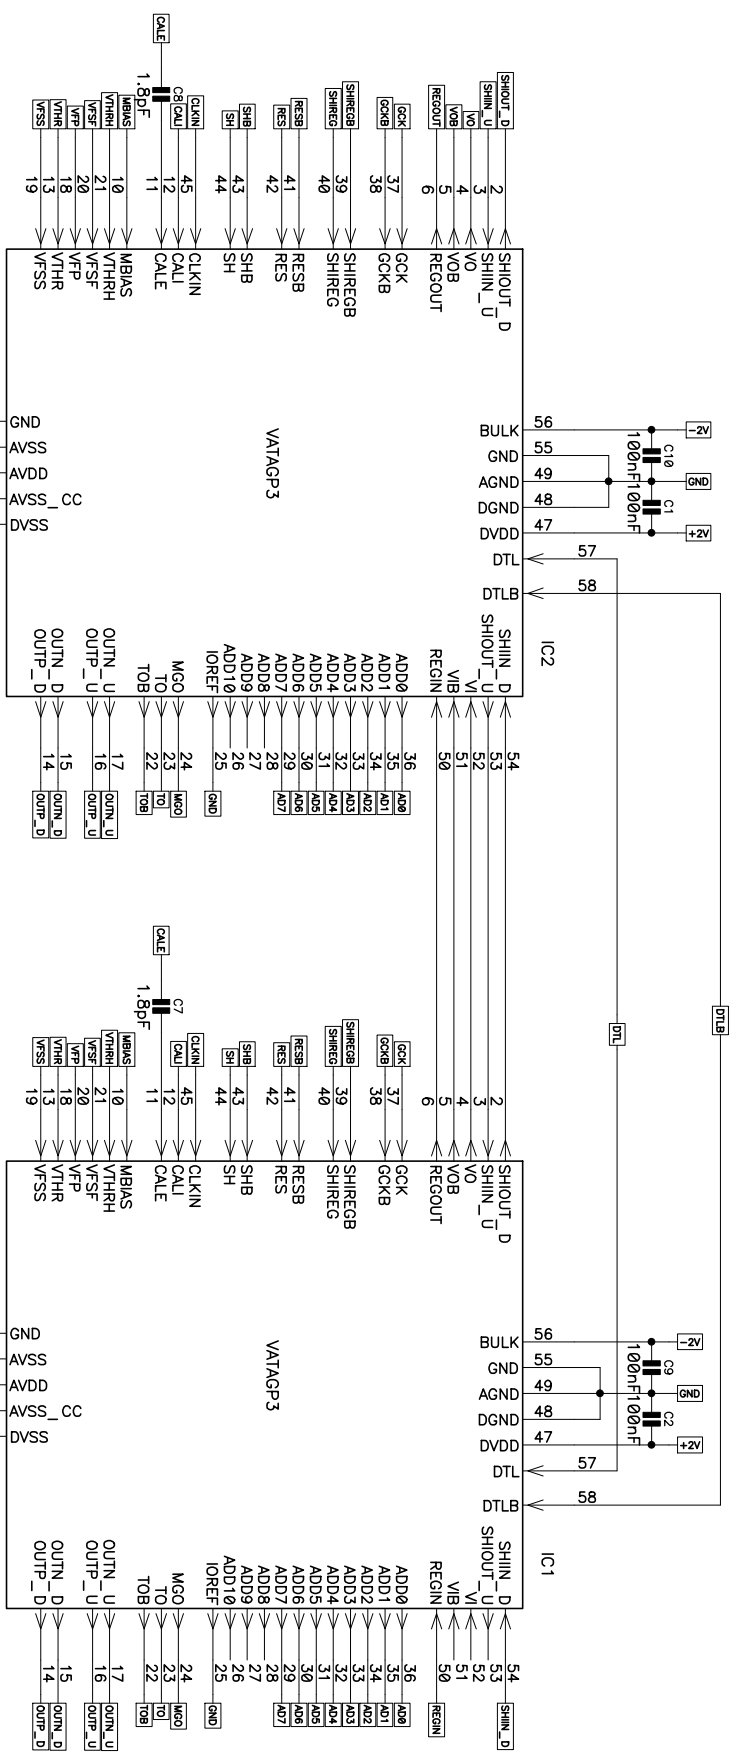 CALE
C8
1.8pF
VFSS
VTHR
VFP
VFSF
VTHRH
MBIAS
CALI
CLKIN
SH
SHB
RES
RESB
SHIREG
SHIREGB
GCKB
GCK
REGOUT
VOB
VO
SHIIN_U
SHIOUT_D
19
13
18
20
21
10
11
12
45
44
43
42
41
40
39
38
37
6
5
4
3
2
VFSS
VTHR
VFP
VFSF
VTHRH
MBIAS
CALE
CALI
CLKIN
SH
SHB
RES
RESB
SHIREG
SHIREGB
GCKB
GCK
REGOUT
VOB
VO
SHIIN_U
SHIOUT_D
GND
AVSS
AVDD
AVSS_CC
DVSS
VATAGP3
BULK 56
GND 55
AGND 49
DGND 48
DVDD 47
DTL 57
DTLB 58
-2V
C10
100nF
GND
C1
100nF
+2V
IC2
OUTP_D
OUTN_D
OUTP_U
OUTN_U
TOB
TO
MGO
IOREF
ADD10
ADD9
ADD8
ADD7
ADD6
ADD5
ADD4
ADD3
ADD2
ADD1
ADD0
REGIN
VIB
VI
SHIOUT_U
SHIIN_D
14
15
16
17
22
23
24
25
26
27
28
29
30
31
32
33
34
35
36
50
51
52
53
54
OUTP_D
OUTN_D
OUTP_U
OUTN_U
TOB
TO
MGO
GND
AD7
AD6
AD5
AD4
AD3
AD2
AD1
AD0
DTL
DTLB
CALE
C7
1.8pF
VFSS
VTHR
VFP
VFSF
VTHRH
MBIAS
CALI
CLKIN
SH
SHB
RES
RESB
SHIREG
SHIREGB
GCKB
GCK
19
13
18
20
21
10
11
12
45
44
43
42
41
40
39
38
37
6
5
4
3
2
VFSS
VTHR
VFP
VFSF
VTHRH
MBIAS
CALE
CALI
CLKIN
SH
SHB
RES
RESB
SHIREG
SHIREGB
GCKB
GCK
REGOUT
VOB
VO
SHIIN_U
SHIOUT_D
GND
AVSS
AVDD
AVSS_CC
DVSS
VATAGP3
BULK 56
GND 55
AGND 49
DGND 48
DVDD 47
DTL 57
DTLB 58
-2V
C9
100nF
GND
C2
100nF
+2V
IC1
OUTP_D
OUTN_D
OUTP_U
OUTN_U
TOB
TO
MGO
IOREF
ADD10
ADD9
ADD8
ADD7
ADD6
ADD5
ADD4
ADD3
ADD2
ADD1
ADD0
REGIN
VIB
VI
SHIOUT_U
SHIIN_D
14
15
16
17
22
23
24
25
26
27
28
29
30
31
32
33
34
35
36
50
51
52
53
54
OUTP_D
OUTN_D
OUTP_U
OUTN_U
TOB
TO
MGO
GND
AD7
AD6
AD5
AD4
AD3
AD2
AD1
AD0
REGIN
SHIIN_D